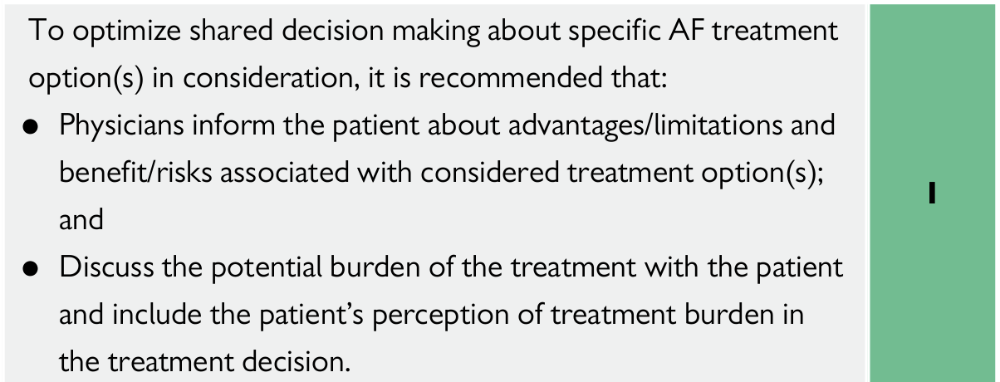 To optimize shared decision making about specific AF treatment
option(s) in consideration, it is recommended that:
● Physicians inform the patient about advantages/limitations and
benefit/risks associated with considered treatment option(s);
and
● Discuss the potential burden of the treatment with the patient
and include the patient’s perception of treatment burden in
the treatment decision.
I